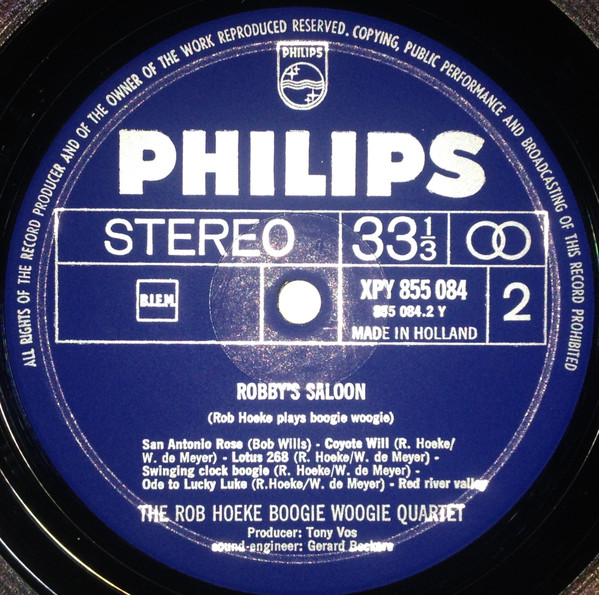 ALL RIGHTS OF THE RECORD PRODUCER AND OF THE OWNER OF THE WORK REPRODUCED RESERVED. COPYING, PUBLIC PERFORMANCE AND BROADCASTING OF THIS RECORD PROHIBITED
PHILIPS
PHILIPS
STEREO 33 1/3
B.I.E.M. XPY 855 084 2
855 084.2 Y
MADE IN HOLLAND
ROBBY'S SALOON
(Rob Hoeke plays boogie woogie)
San Antonio Rose (Bob Wills) - Coyote Will (R. Hoeke/
W. de Meyer) - Lotus 268 (R. Hoeke/W. de Meyer) -
Swinging clock boogie (R. Hoeke/W. de Meyer) -
Ode to Lucky Luke (R.Hoeke/W. de Meyer) - Red river valley
THE ROB HOEKE BOOGIE WOOGIE QUARTET
Producer: Tony Vos
sound-engineer: Gerard Beckers